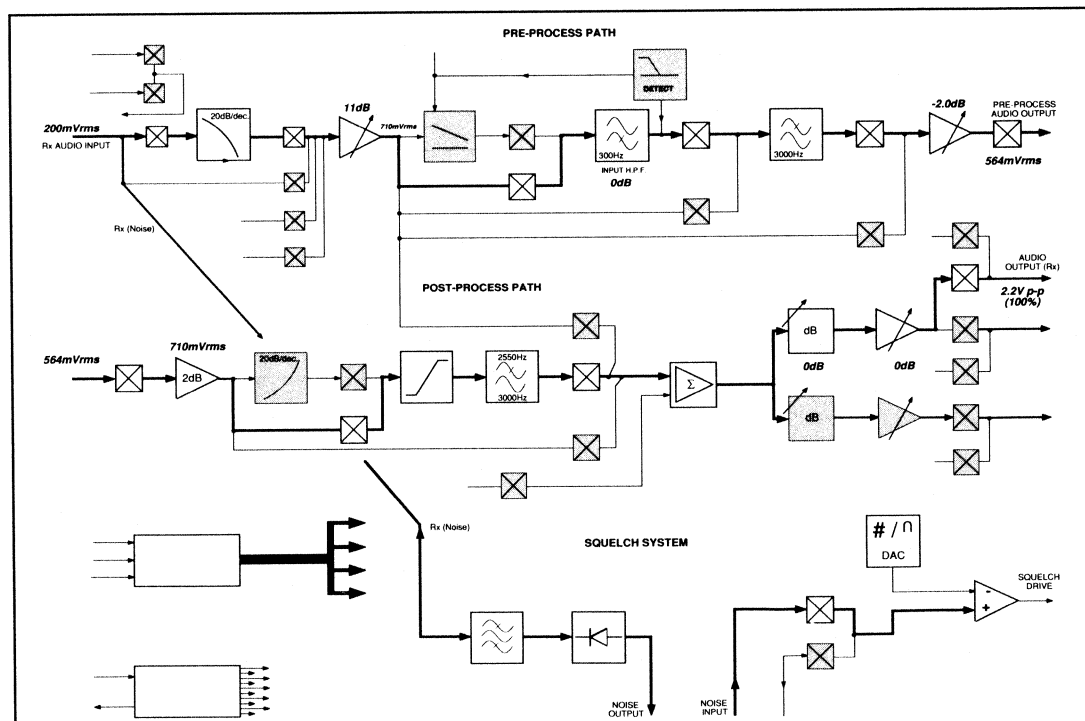 PRE-PROCESS PATH
DETECT
11dB
-2.0dB
PRE-PROCESS
AUDIO
OUTPUT
200mVrms
Rx AUDIO INPUT
20dB/dec.
710mVrms
300Hz
INPUT H.P.F.
0dB
3000Hz
564mVrms
Rx (Noise)
POST-PROCESS PATH
AUDIO
OUTPUT (Rx)
2.2V p-p
(100%)
564mVrms
710mVrms
2dB
20dB/dec.
2550Hz
3000Hz
Σ
dB
0dB
0dB
dB
Rx (Noise)
SQUELCH SYSTEM
# / ∩
DAC
-
+
SQUELCH
DRIVE
NOISE
OUTPUT
NOISE
INPUT